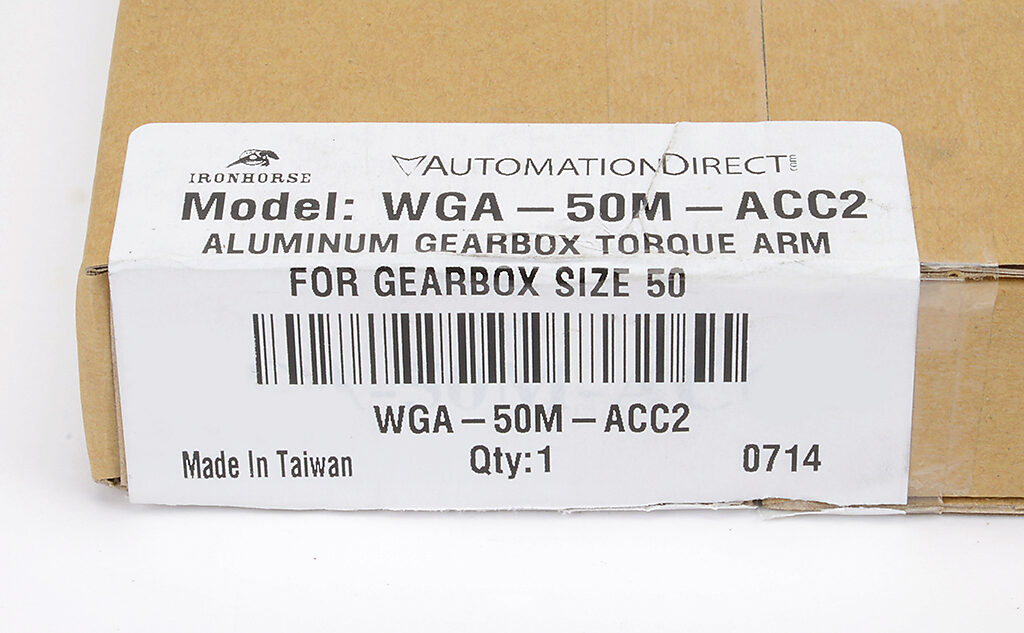 IRONHORSE
AUTOMATIONDIRECT.com
Model: WGA-50M-ACC2
ALUMINUM GEARBOX TORQUE ARM
FOR GEARBOX SIZE 50
WGA-50M-ACC2
Made In Taiwan Qty:1 0714